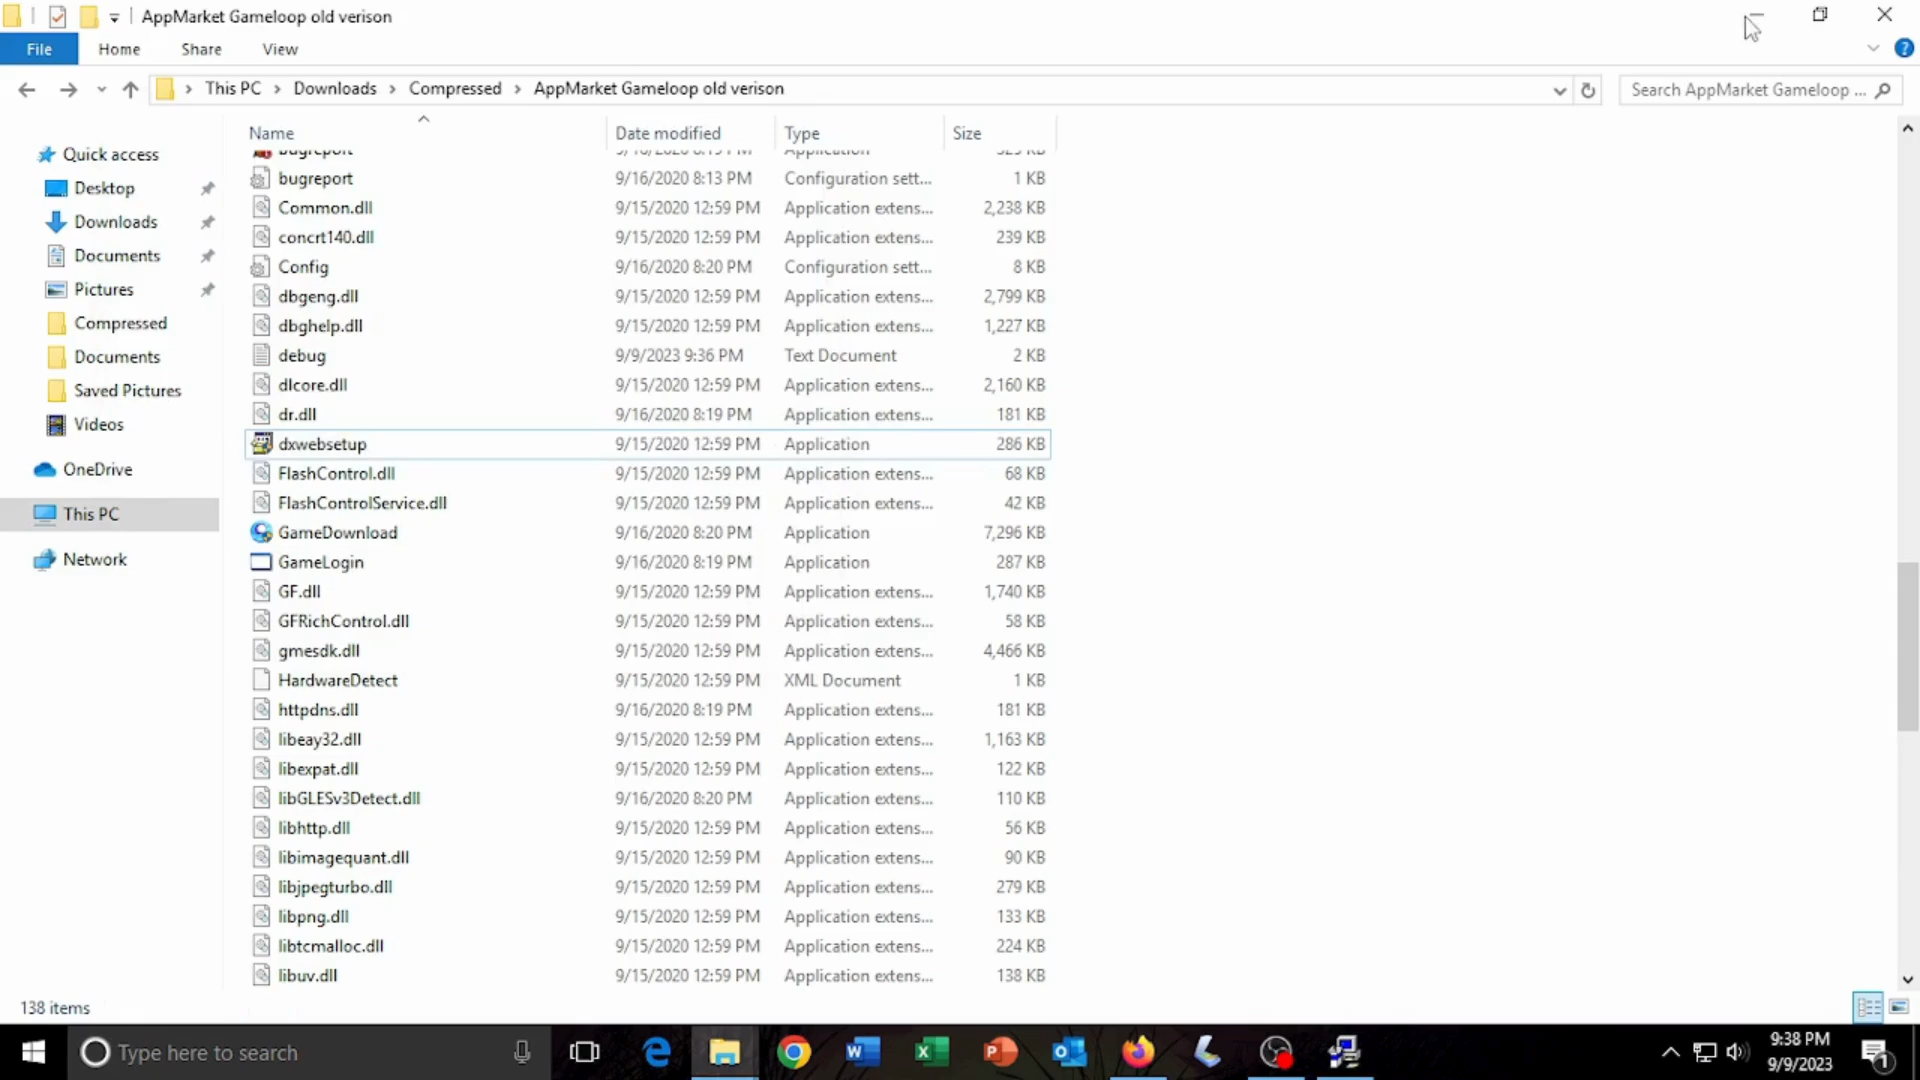 AppMarket Gameloop old verison
File Home Share View
This PC Downloads Compressed AppMarket Gameloop old verison Search AppMarket Gameloop ...
Name Date modified Type Size
Quick access
Desktop
Downloads
Documents
Pictures
Compressed
Documents
Saved Pictures
Videos
OneDrive
This PC
Network
bugreport 9/16/2020 8:13 PM Configuration sett... 1 KB
Common.dll 9/15/2020 12:59 PM Application extens... 2,238 KB
concrt140.dll 9/15/2020 12:59 PM Application extens... 239 KB
Config 9/16/2020 8:20 PM Configuration sett... 8 KB
dbgeng.dll 9/15/2020 12:59 PM Application extens... 2,799 KB
dbghelp.dll 9/15/2020 12:59 PM Application extens... 1,227 KB
debug 9/9/2023 9:36 PM Text Document 2 KB
dlcore.dll 9/15/2020 12:59 PM Application extens... 2,160 KB
dr.dll 9/16/2020 8:19 PM Application extens... 181 KB
dxwebsetup 9/15/2020 12:59 PM Application 286 KB
FlashControl.dll 9/15/2020 12:59 PM Application extens... 68 KB
FlashControlService.dll 9/15/2020 12:59 PM Application extens... 42 KB
GameDownload 9/16/2020 8:20 PM Application 7,296 KB
GameLogin 9/16/2020 8:19 PM Application 287 KB
GF.dll 9/15/2020 12:59 PM Application extens... 1,740 KB
GFRichControl.dll 9/15/2020 12:59 PM Application extens... 58 KB
gmesdk.dll 9/15/2020 12:59 PM Application extens... 4,466 KB
HardwareDetect 9/15/2020 12:59 PM XML Document 1 KB
httpdns.dll 9/16/2020 8:19 PM Application extens... 181 KB
libeay32.dll 9/15/2020 12:59 PM Application extens... 1,163 KB
libexpat.dll 9/15/2020 12:59 PM Application extens... 122 KB
libGLESv3Detect.dll 9/16/2020 8:20 PM Application extens... 110 KB
libhttp.dll 9/15/2020 12:59 PM Application extens... 56 KB
libimagequant.dll 9/15/2020 12:59 PM Application extens... 90 KB
libjpegturbo.dll 9/15/2020 12:59 PM Application extens... 279 KB
libpng.dll 9/15/2020 12:59 PM Application extens... 133 KB
libtcmalloc.dll 9/15/2020 12:59 PM Application extens... 224 KB
libuv.dll 9/15/2020 12:59 PM Application extens... 138 KB
138 items
Type here to search
9:38 PM
9/9/2023
1